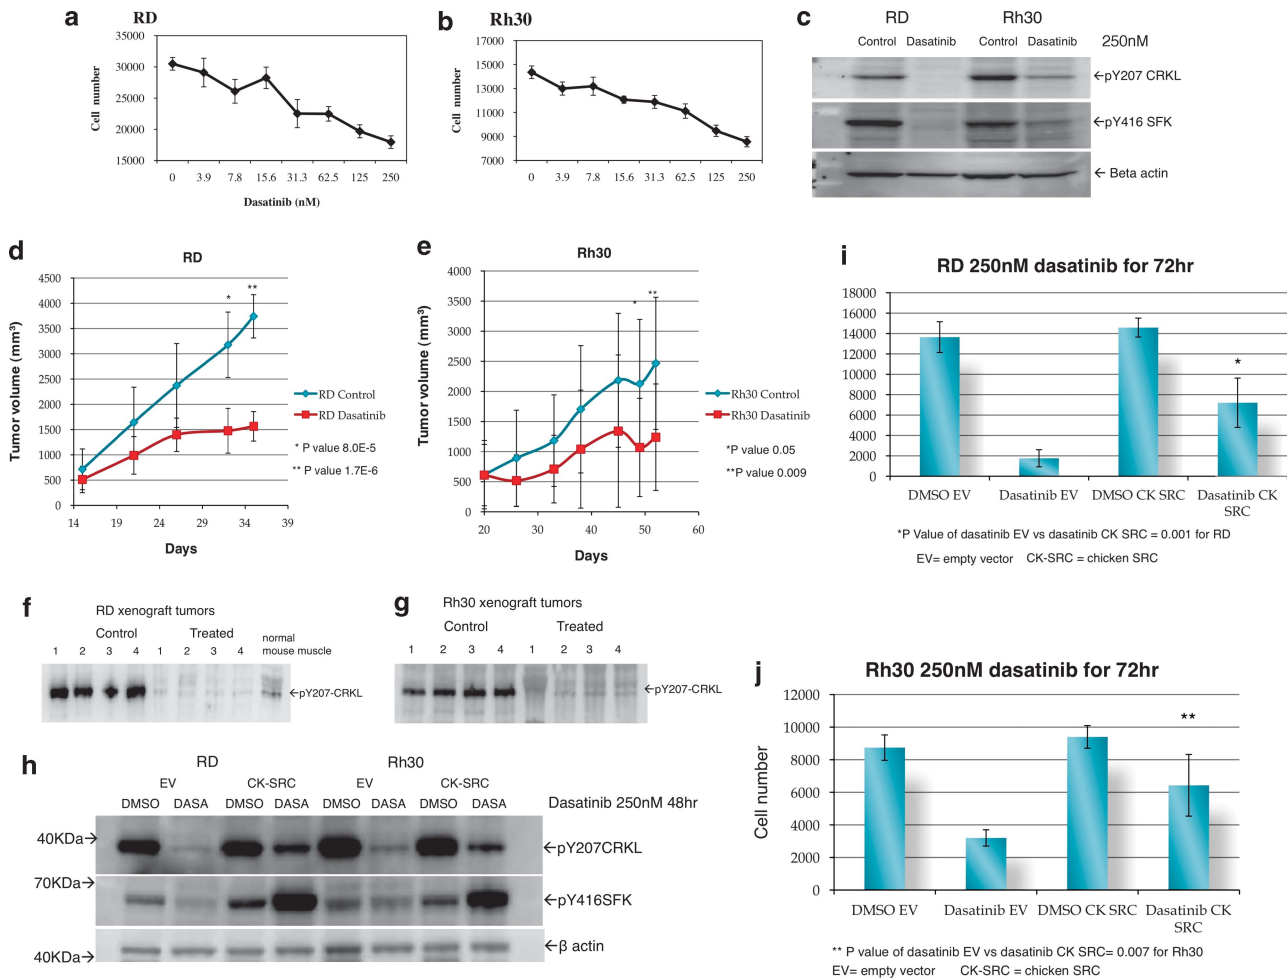 a RD
35000
30000
25000
20000
15000
Cell number
0 3.9 7.8 15.6 31.3 62.5 125 250
Dasatinib (nM)
b Rh30
17000
15000
13000
11000
9000
7000
Cell number
0 3.9 7.8 15.6 31.3 62.5 125 250
Dasatinib (nM)
c RD Rh30
Control Dasatinib Control Dasatinib 250nM
←pY207 CRKL
←pY416 SFK
← Beta actin
d
RD
4500
4000
3500
3000
2500
2000
1500
1000
500
0
Tumor volume (mm³)
* **
14 19 24 29 34 39
Days
RD Control
RD Dasatinib
* P value 8.0E-5
** P value 1.7E-6
e
Rh30
4000
3500
3000
2500
2000
1500
1000
500
0
Tumor volume (mm³)
* **
20 30 40 50 60
Days
Rh30 Control
Rh30 Dasatinib
*P value 0.05
**P value 0.009
f RD xenograft tumors
Control Treated normal
1 2 3 4 1 2 3 4 mouse muscle
←pY207-CRKL
g Rh30 xenograft tumors
Control Treated
1 2 3 4 1 2 3 4
←pY207-CRKL
h RD Rh30
EV CK-SRC EV CK-SRC
DMSO DASA DMSO DASA DMSO DASA DMSO DASA Dasatinib 250nM 48hr
40KDa→
←pY207CRKL
70KDa→
←pY416SFK
←β actin
40KDa→
i
RD 250nM dasatinib for 72hr
18000
16000
14000
12000
10000
8000
6000
4000
2000
0
*
DMSO EV Dasatinib EV DMSO CK SRC Dasatinib CK
SRC
*P Value of dasatinib EV vs dasatinib CK SRC = 0.001 for RD
EV= empty vector CK-SRC = chicken SRC
j Rh30 250nM dasatinib for 72hr
12000
10000
8000
6000
4000
2000
0
Cell number
**
DMSO EV Dasatinib EV DMSO CK SRC Dasatinib CK
SRC
** P value of dasatinib EV vs dasatinib CK SRC= 0.007 for Rh30
EV= empty vector CK-SRC = chicken SRC